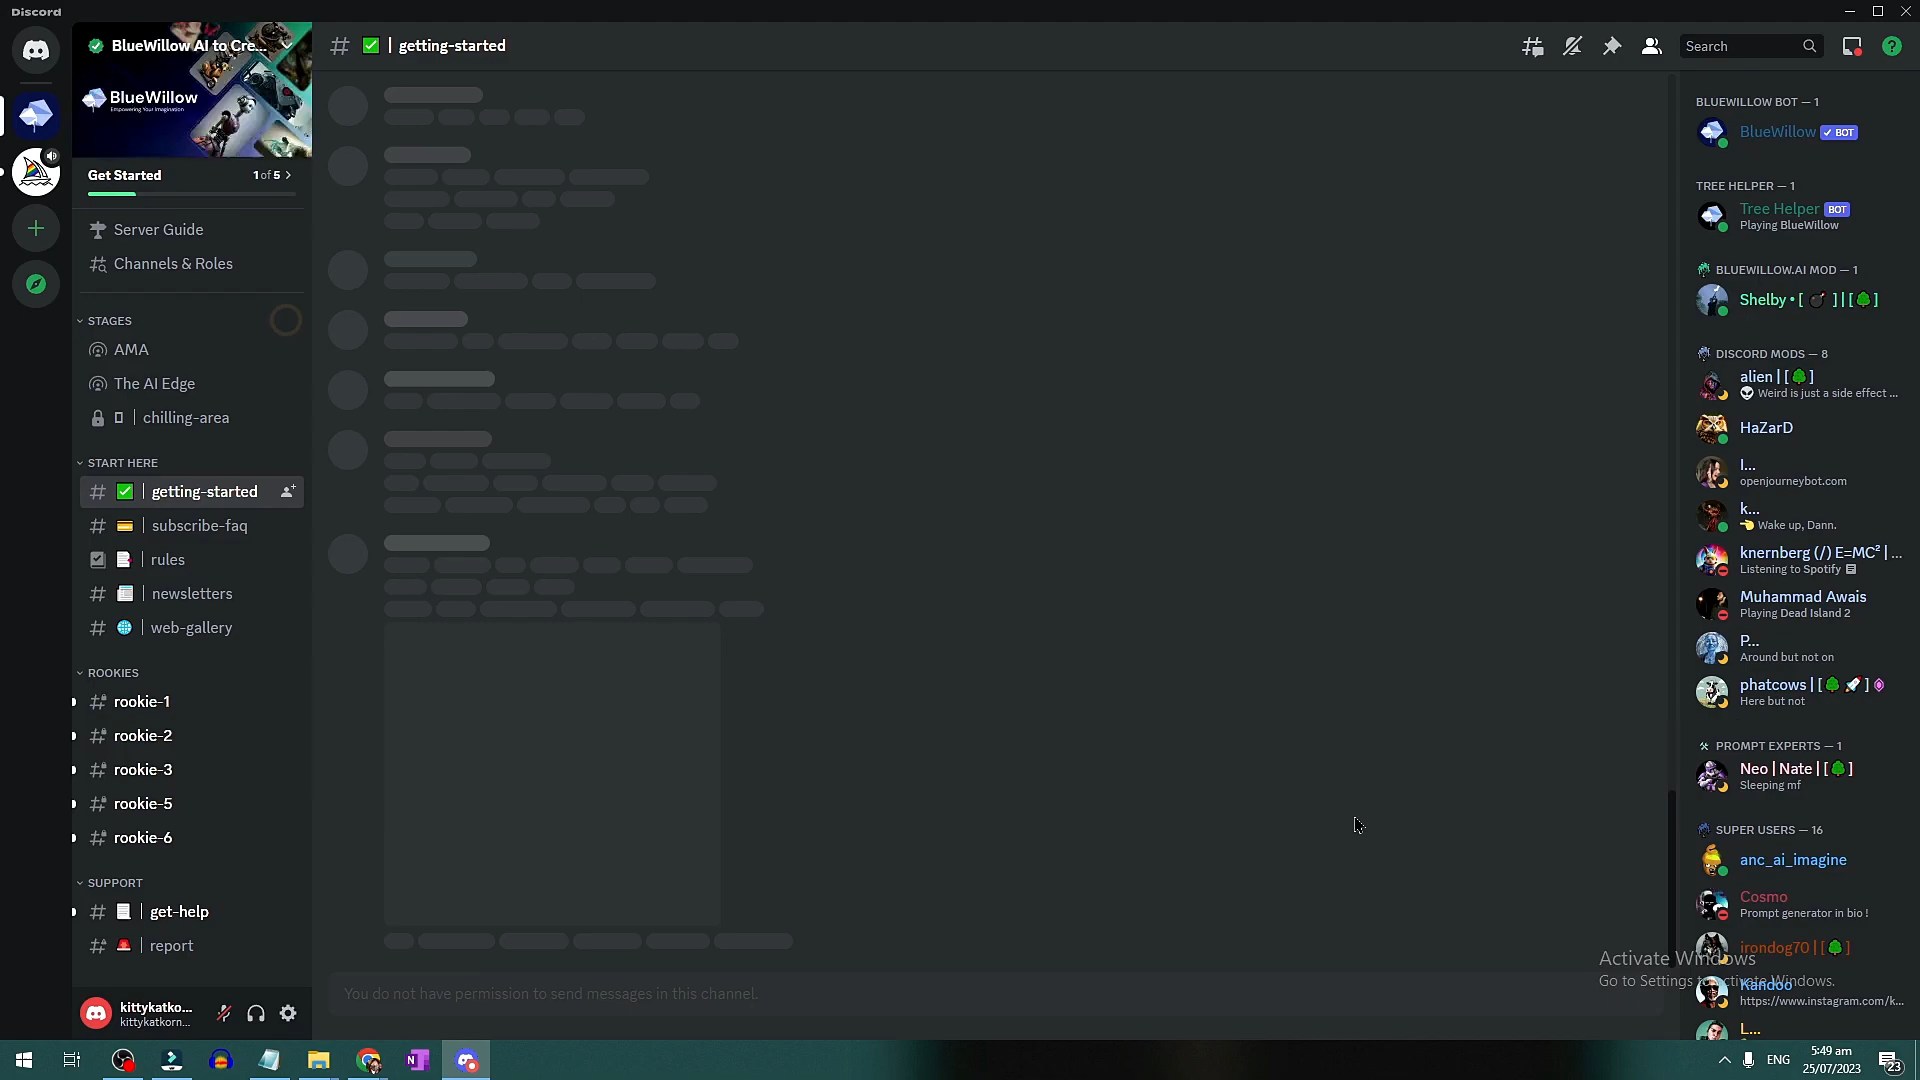 Discord
BlueWillow AI to Cre...
BlueWillow
Empowering Your Imagination
Get Started
1 of 5
Server Guide
Channels & Roles
STAGES
AMA
The AI Edge
| chilling-area
START HERE
| getting-started
| subscribe-faq
| rules
| newsletters
| web-gallery
ROOKIES
rookie-1
rookie-2
rookie-3
rookie-5
rookie-6
SUPPORT
| get-help
| report
kittykatko...
kittykatkorn...
| getting-started
Search
You do not have permission to send messages in this channel.
BLUEWILLOW BOT — 1
BlueWillow ✓ BOT
TREE HELPER — 1
Tree Helper BOT
Playing BlueWillow
BLUEWILLOW.AI MOD — 1
Shelby • [ 💣 ] | [🌳]
DISCORD MODS — 8
alien | [🌳]
👽 Weird is just a side effect ...
HaZarD
I...
openjourneybot.com
k...
👈 Wake up, Dann.
knernberg (/) E=MC² | ...
Listening to Spotify
Muhammad Awais
Playing Dead Island 2
P...
Around but not on
phatcows | [🌳 🚀]
Here but not
PROMPT EXPERTS — 1
Neo | Nate | [🌳]
Sleeping mf
SUPER USERS — 16
anc_ai_imagine
Cosmo
Prompt generator in bio !
irondog70 | [🌳]
Kandoo
https://www.instagram.com/k...
L...
Activate Windows
Go to Settings to activate Windows.
ENG
5:49 am
25/07/2023
23